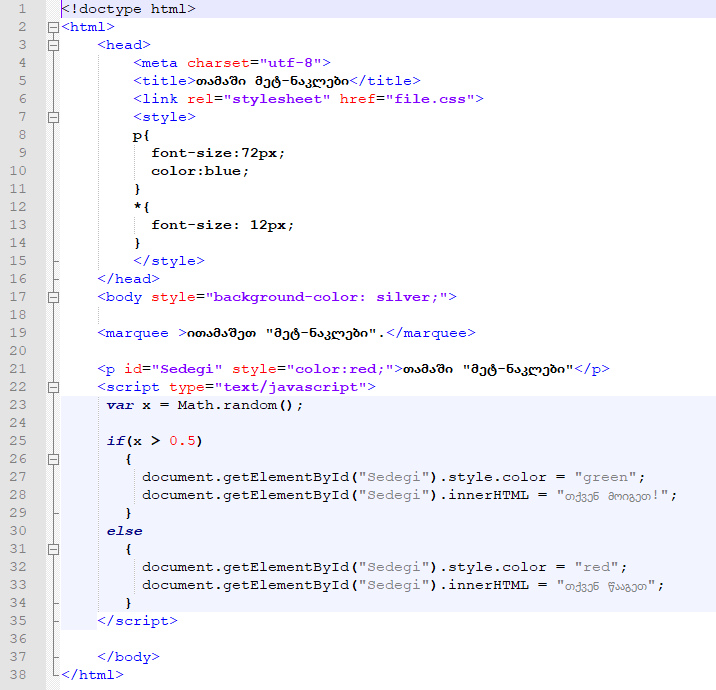 1 <!doctype html>
2 <html>
3 <head>
4 <meta charset="utf-8">
5 <title>თამაში მეტ-ნაკლები</title>
6 <link rel="stylesheet" href="file.css">
7 <style>
8 p{
9 font-size:72px;
10 color:blue;
11 }
12 *{
13 font-size: 12px;
14 }
15 </style>
16 </head>
17 <body style="background-color: silver;">
18
19 <marquee >ითამაშეთ "მეტ-ნაკლები".</marquee>
20
21 <p id="Sedegi" style="color:red;">თამაში "მეტ-ნაკლები"</p>
22 <script type="text/javascript">
23 var x = Math.random();
24
25 if(x > 0.5)
26 {
27 document.getElementById("Sedegi").style.color = "green";
28 document.getElementById("Sedegi").innerHTML = "თქვენ მოიგეთ!";
29 }
30 else
31 {
32 document.getElementById("Sedegi").style.color = "red";
33 document.getElementById("Sedegi").innerHTML = "თქვენ წააგეთ";
34 }
35 </script>
36
37 </body>
38 </html>